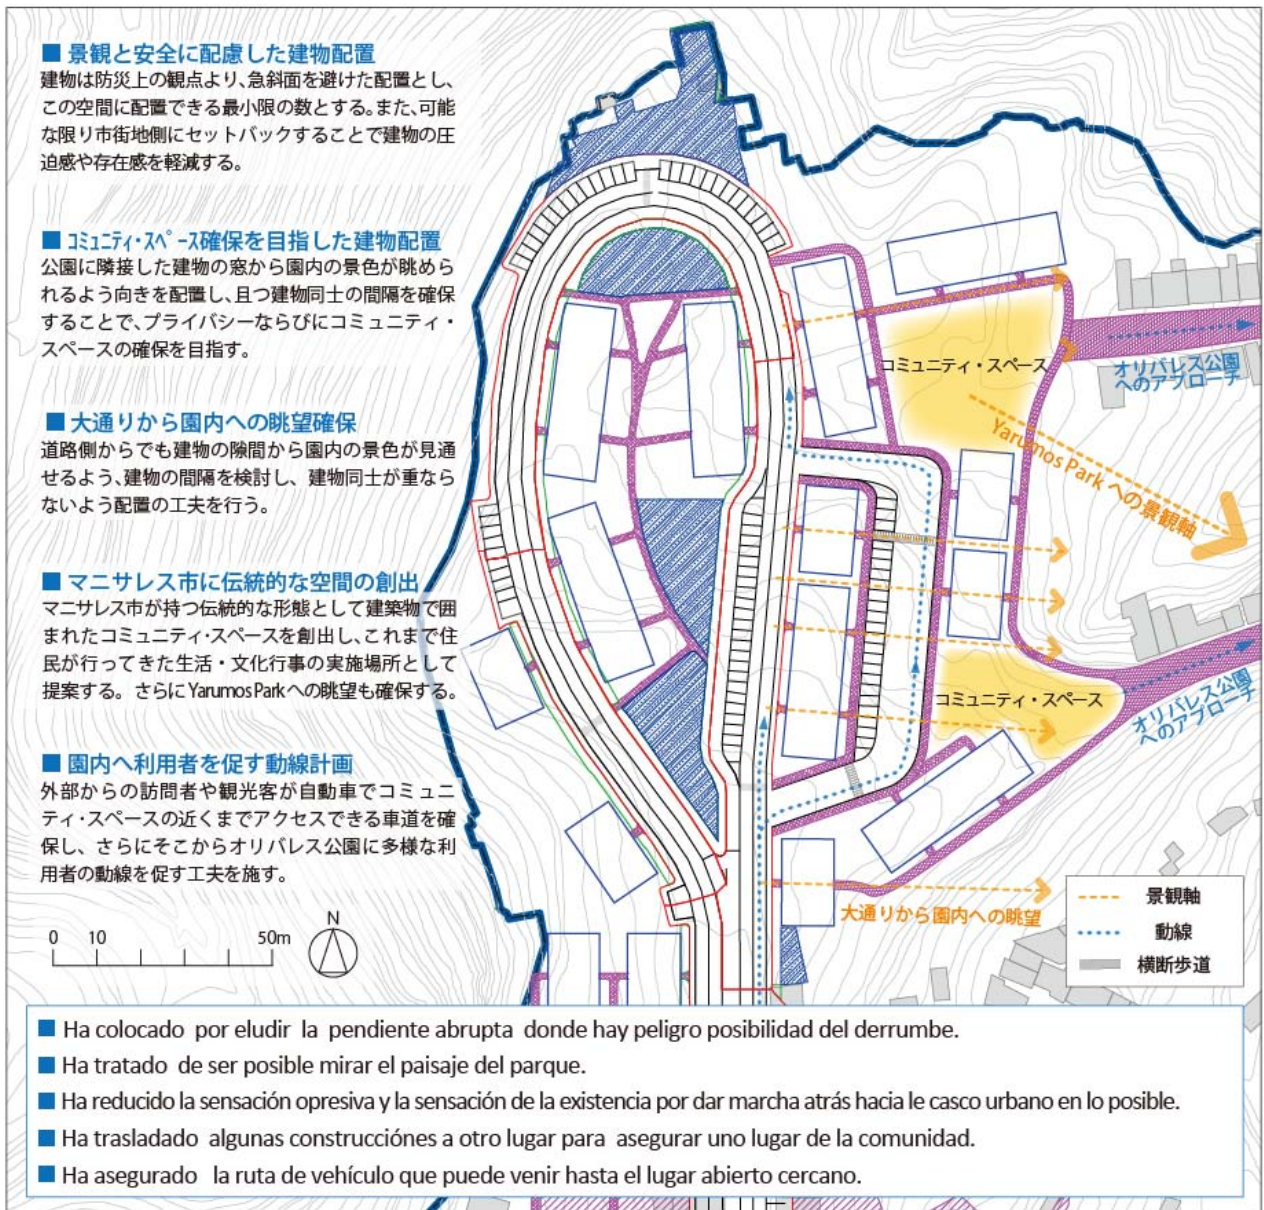 ■ 景観と安全に配慮した建物配置
建物は防災上の観点より、急斜面を避けた配置とし、
この空間に配置できる最小限の数とする。また、可能
な限り市街地側にセットバックすることで建物の圧
迫感や存在感を軽減する。
■ コミュニティ・スペース確保を目指した建物配置
公園に隣接した建物の窓から園内の景色が眺めら
れるよう向きを配置し、且つ建物同士の間隔を確保
することで、プライバシーならびにコミュニティ・
スペースの確保を目指す。
■ 大通りから園内への眺望確保
道路側からでも建物の隙間から園内の景色が見通
せるよう、建物の間隔を検討し、建物同士が重なら
ないよう配置の工夫を行う。
■ マニサレス市に伝統的な空間の創出
マニサレス市が持つ伝統的な形態として建築物で囲
まれたコミュニティ・スペースを創出し、これまで住
民が行ってきた生活・文化行事の実施場所として
提案する。さらにYarumos Parkへの眺望も確保する。
■ 園内へ利用者を促す動線計画
外部からの訪問者や観光客が自動車でコミュニ
ティ・スペースの近くまでアクセスできる車道を確
保し、さらにそこからオリバレス公園に多様な利
用者の動線を促す工夫を施す。
0 10 50m
N
コミュニティ・スペース
オリバレス公園
へのアプローチ
Yarumos Park への景観軸
コミュニティ・スペース
オリバレス公園
へのアプローチ
大通りから園内への眺望
景観軸
動線
横断歩道
■ Ha colocado por eludir la pendiente abrupta donde hay peligro posibilidad del derrumbe.
■ Ha tratado de ser posible mirar el paisaje del parque.
■ Ha reducido la sensación opresiva y la sensación de la existencia por dar marcha atrás hacia le casco urbano en lo posible.
■ Ha trasladado algunas construcciónes a otro lugar para asegurar uno lugar de la comunidad.
■ Ha asegurado la ruta de vehículo que puede venir hasta el lugar abierto cercano.